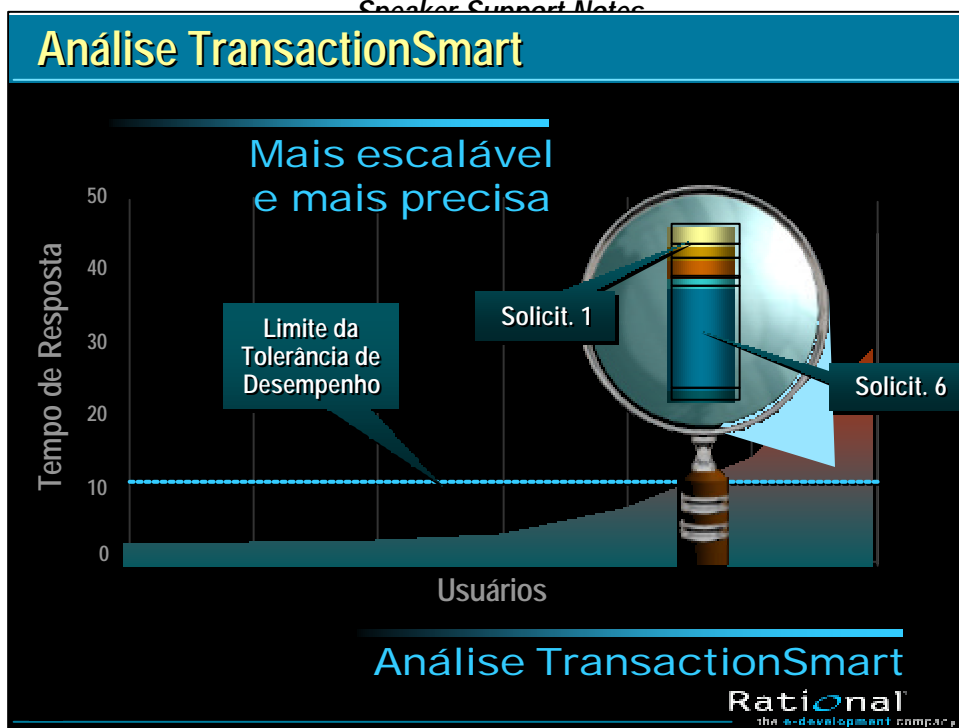 Speaker Support Notes
Análise TransactionSmart
Mais escalável
e mais precisa
50
40
30
20
10
0
Tempo de Resposta
Limite da
Tolerância de
Desempenho
Solicit. 1
Solicit. 6
Usuários
Análise TransactionSmart
Rational
the e-development company